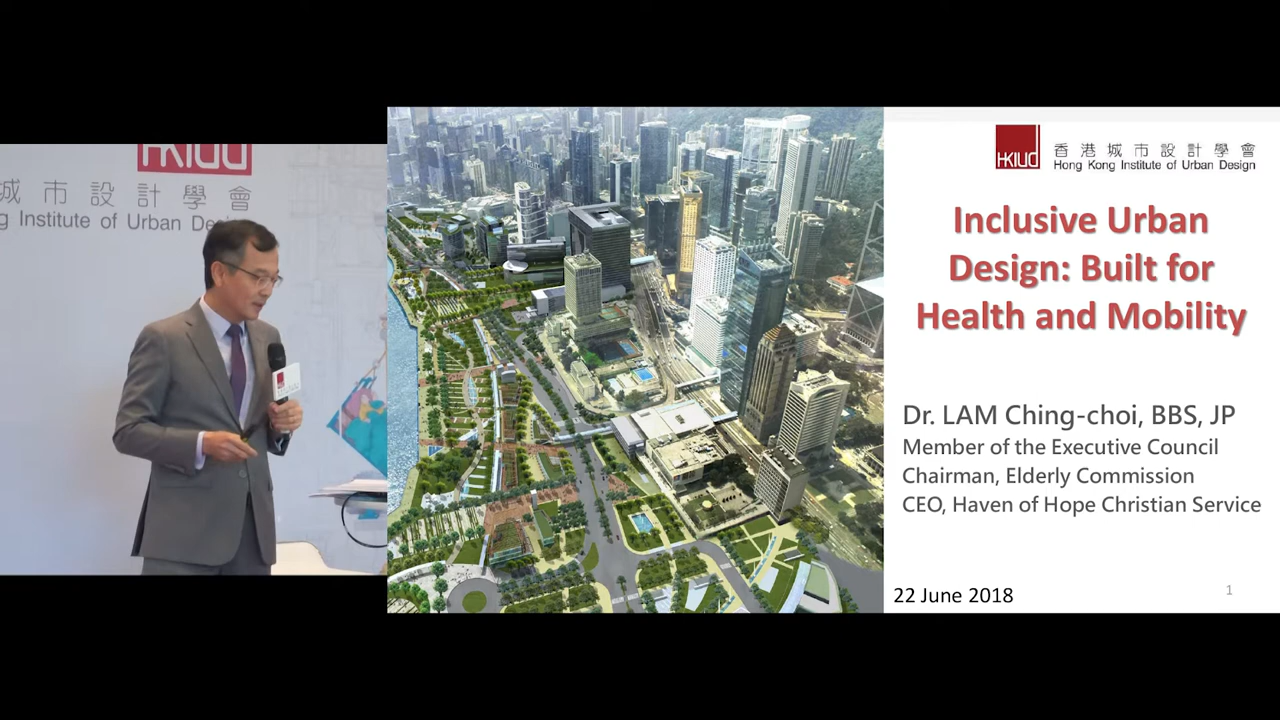 HKIUD
城市設計學會
Institute of Urban De
HKIUD
香港城市設計學會
Hong Kong Institute of Urban Design
Inclusive Urban
Design: Built for
Health and Mobility
Dr. LAM Ching-choi, BBS, JP
Member of the Executive Council
Chairman, Elderly Commission
CEO, Haven of Hope Christian Service
22 June 2018
1